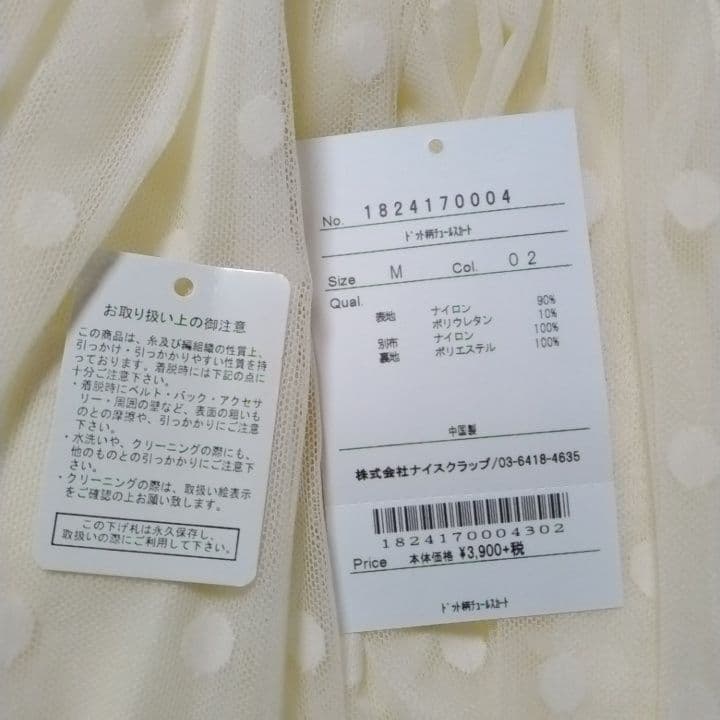 お取り扱い上の御注意
この商品は、糸及び編組織の性質上、
引っかけ・引っかかりやすい性質を持
っております。着脱時には下記の点に
十分ご注意下さい。
・着脱時にベルト・バック・アクセサ
リー・周囲の壁など、表面の粗いも
のとの摩擦や、引っかかりにご注意
下さい。
・水洗いや、クリーニングの際にも、
他のものとの引っかかりにご注意下
さい。
・クリーニングの際は、取扱い絵表示
をご確認の上お願い致します。
この下げ札は永久保存し、
取扱いの際にご利用して下さい。
No. 1824170004
ﾄﾞｯﾄ柄ﾁｭｰﾙｽｶｰﾄ
Size M Col. 02
Qual.
表地 ナイロン 90%
ポリウレタン 10%
別布 ナイロン 100%
裏地 ポリエステル 100%
中国製
株式会社ナイスクラップ/03-6418-4635
1824170004302
Price 本体価格 ¥3,900+税
ﾄﾞｯﾄ柄ﾁｭｰﾙｽｶｰﾄ